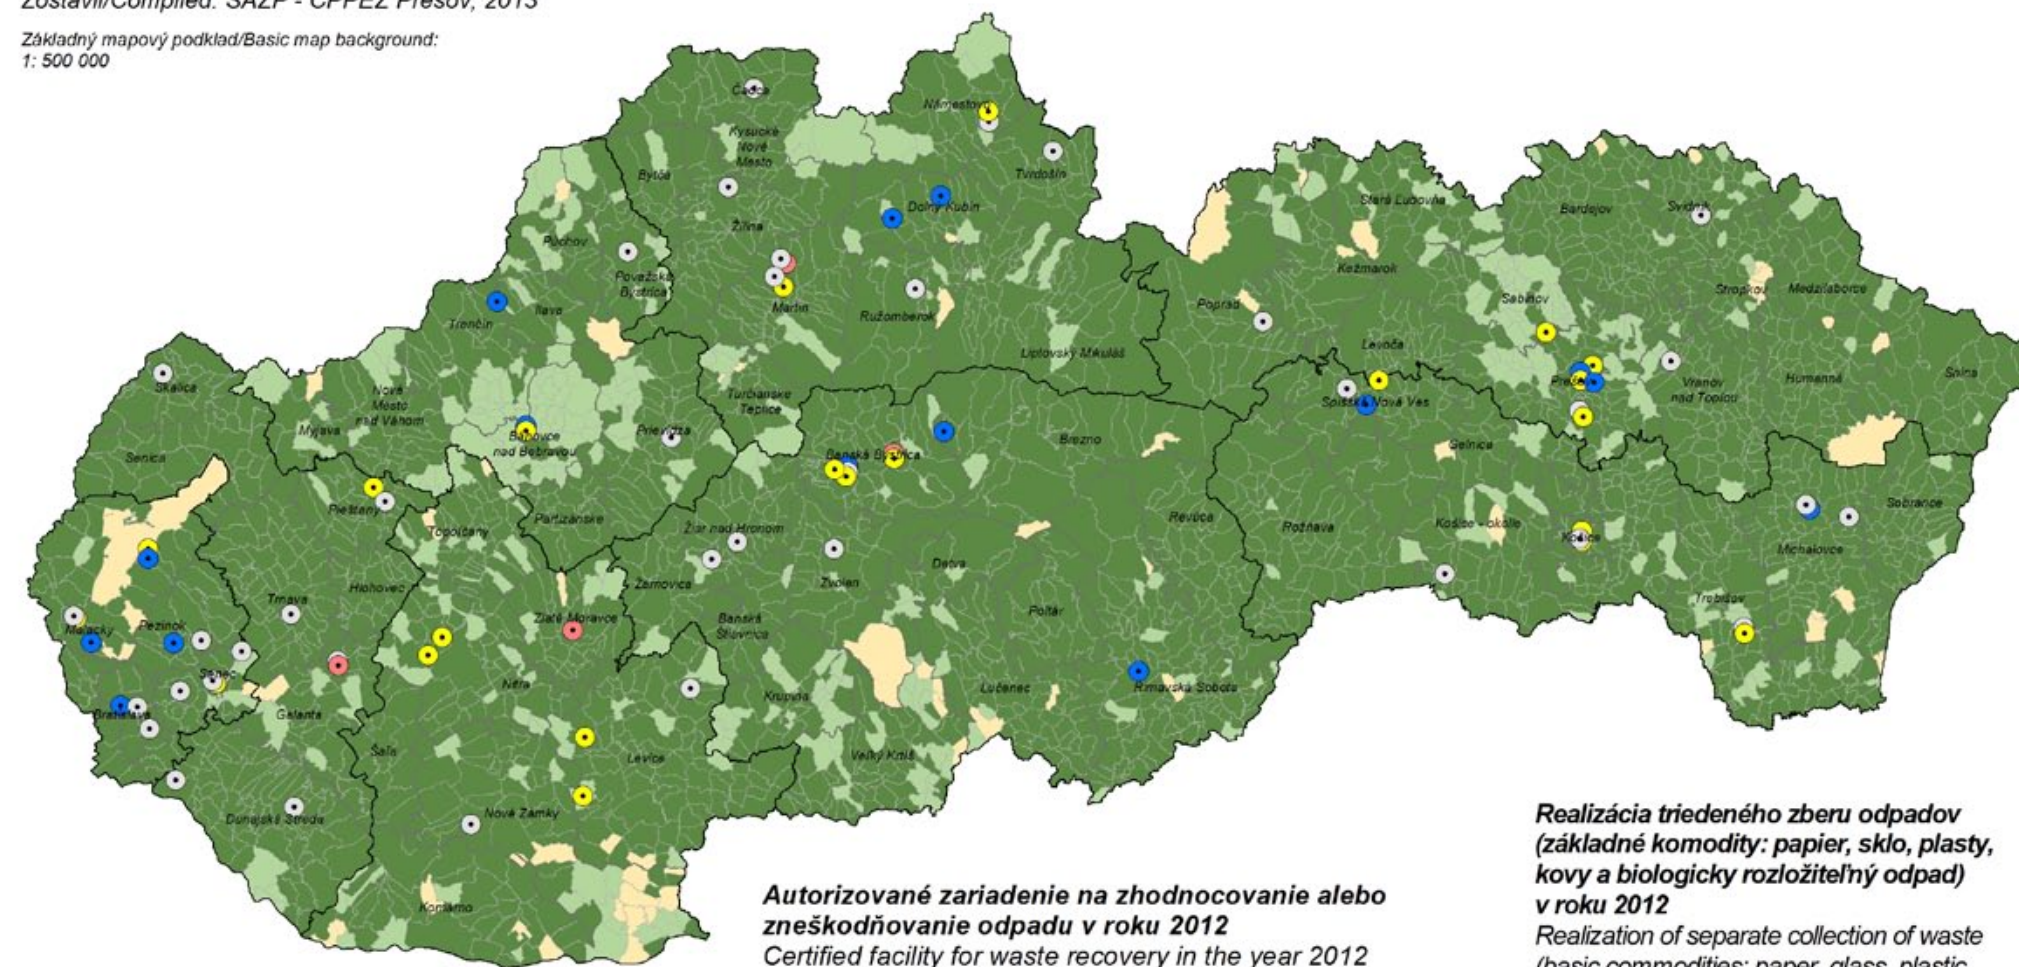 Zostavil/Compiled: SAŽP - CPPEZ Prešov, 2013
Základný mapový podklad/Basic map background:
1: 500 000
Čadca
Námestovo
Kysucké
Nové
Mesto
Bytča
Tvrdošín
Dolný Kubín
Stará Ľubovňa
Bardejov
Svidník
Žilina
Púchov
Považská
Bystrica
Kežmarok
Ilava
Martin
Ružomberok
Poprad
Sabinov
Stropkov
Medzilaborce
Trenčín
Liptovský Mikuláš
Levoča
Skalica
Nové
Mesto
nad Váhom
Turčianske
Teplice
Prešov
Vranov
nad Topľou
Humenné
Snina
Myjava
Bánovce
nad Bebravou
Prievidza
Spišská Nová Ves
Senica
Banská Bystrica
Brezno
Gelnica
Piešťany
Topoľčany
Partizánske
Žiar nad Hronom
Revúca
Rožňava
Košice - okolie
Košice
Sobrance
Michalovce
Hlohovec
Trnava
Žarnovica
Zvolen
Detva
Malacky
Pezinok
Zlaté Moravce
Banská
Štiavnica
Poltár
Trebišov
Senec
Nitra
Krupina
Lučenec
Rimavská Sobota
Bratislava
Galanta
Šaľa
Levice
Veľký Krtíš
Dunajská Streda
Nové Zámky
Komárno
Autorizované zariadenie na zhodnocovanie alebo
zneškodňovanie odpadu v roku 2012
Certified facility for waste recovery in the year 2012
Realizácia triedeného zberu odpadov
(základné komodity: papier, sklo, plasty,
kovy a biologicky rozložiteľný odpad)
v roku 2012
Realization of separate collection of waste
(basic commodities: paper, glass, plastic,